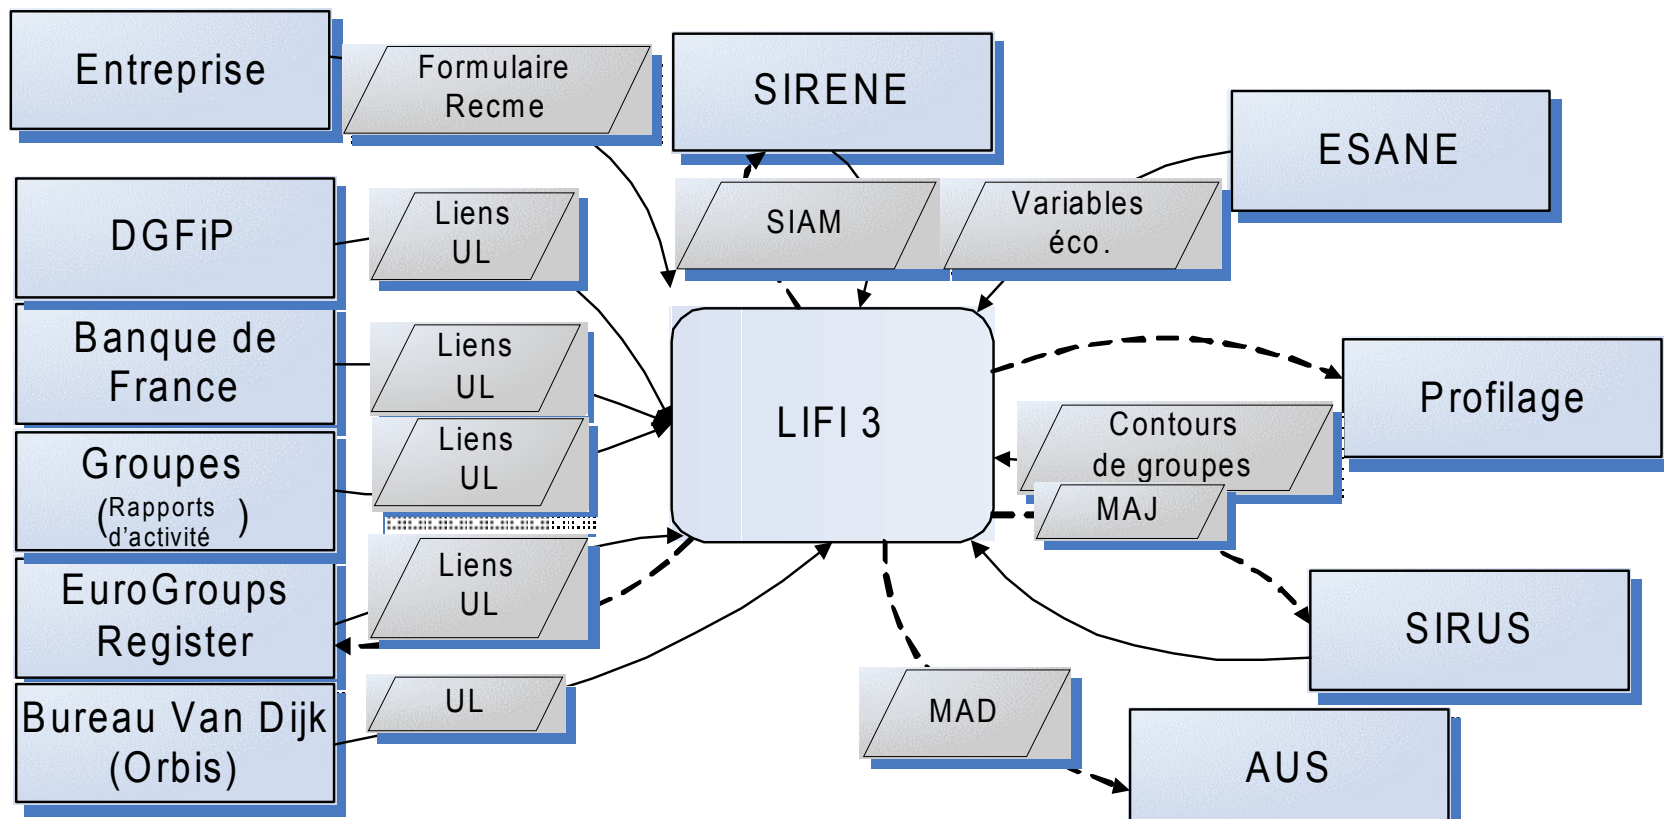 Entreprise
Formulaire
Recme
SIRENE
ESANE
DGFiP
Liens
UL
SIAM
Variables
éco.
Banque de
France
Liens
UL
LIFI 3
Profilage
Groupes
(Rapports
d'activité )
Liens
UL
Contours
de groupes
MAJ
EuroGroups
Register
Liens
UL
SIRUS
Bureau Van Dijk
(Orbis)
UL
MAD
AUS